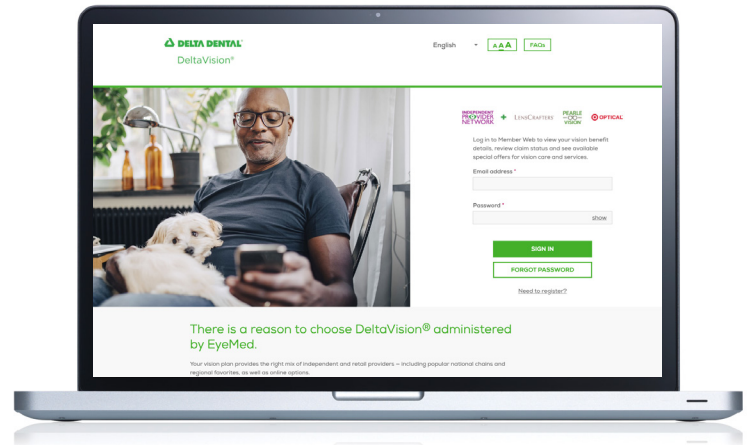 DELTA DENTAL®
DeltaVision®
English
A A A
FAQs
INDEPENDENT
PROVIDER
NETWORK
+
LENSCRAFTERS
PEARLE
VISION
OPTICAL
Log in to Member Web to view your vision benefit
details, review claim status and see available
special offers for vision care and services.
Email address *
Password *
show
SIGN IN
FORGOT PASSWORD
Need to register?
There is a reason to choose DeltaVision® administered
by EyeMed.
Your vision plan provides the right mix of independent and retail providers – including popular national chains and
regional favorites, as well as online options.